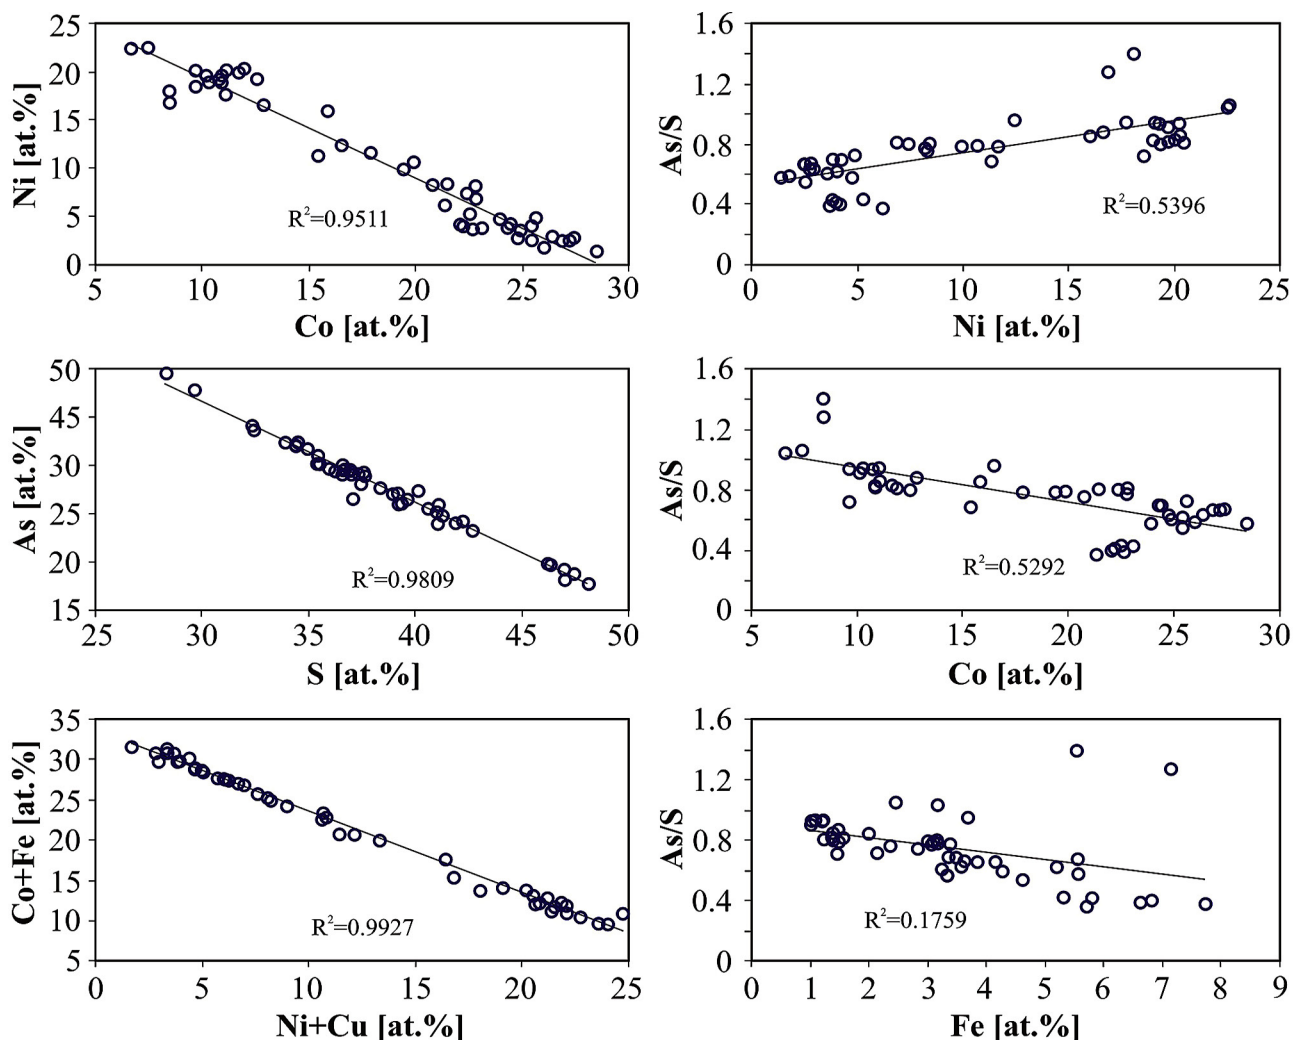 25
20
15
10
5
0
Ni [at.%]
R²=0.9511
5 10 15 20 25 30
Co [at.%]
1.6
1.2
0.8
0.4
0
As/S
R²=0.5396
0 5 10 15 20 25
Ni [at.%]
50
45
30
25
20
15
As [at.%]
R²=0.9809
25 30 35 40 45 50
S [at.%]
1.6
1.2
0.8
0.4
0
As/S
R²=0.5292
5 10 15 20 25 30
Co [at.%]
35
30
25
20
15
10
5
Co+Fe [at.%]
R²=0.9927
0 5 10 15 20 25
Ni+Cu [at.%]
1.6
1.2
0.8
0.4
0
As/S
R²=0.1759
0 1 2 3 4 5 6 7 8 9
Fe [at.%]